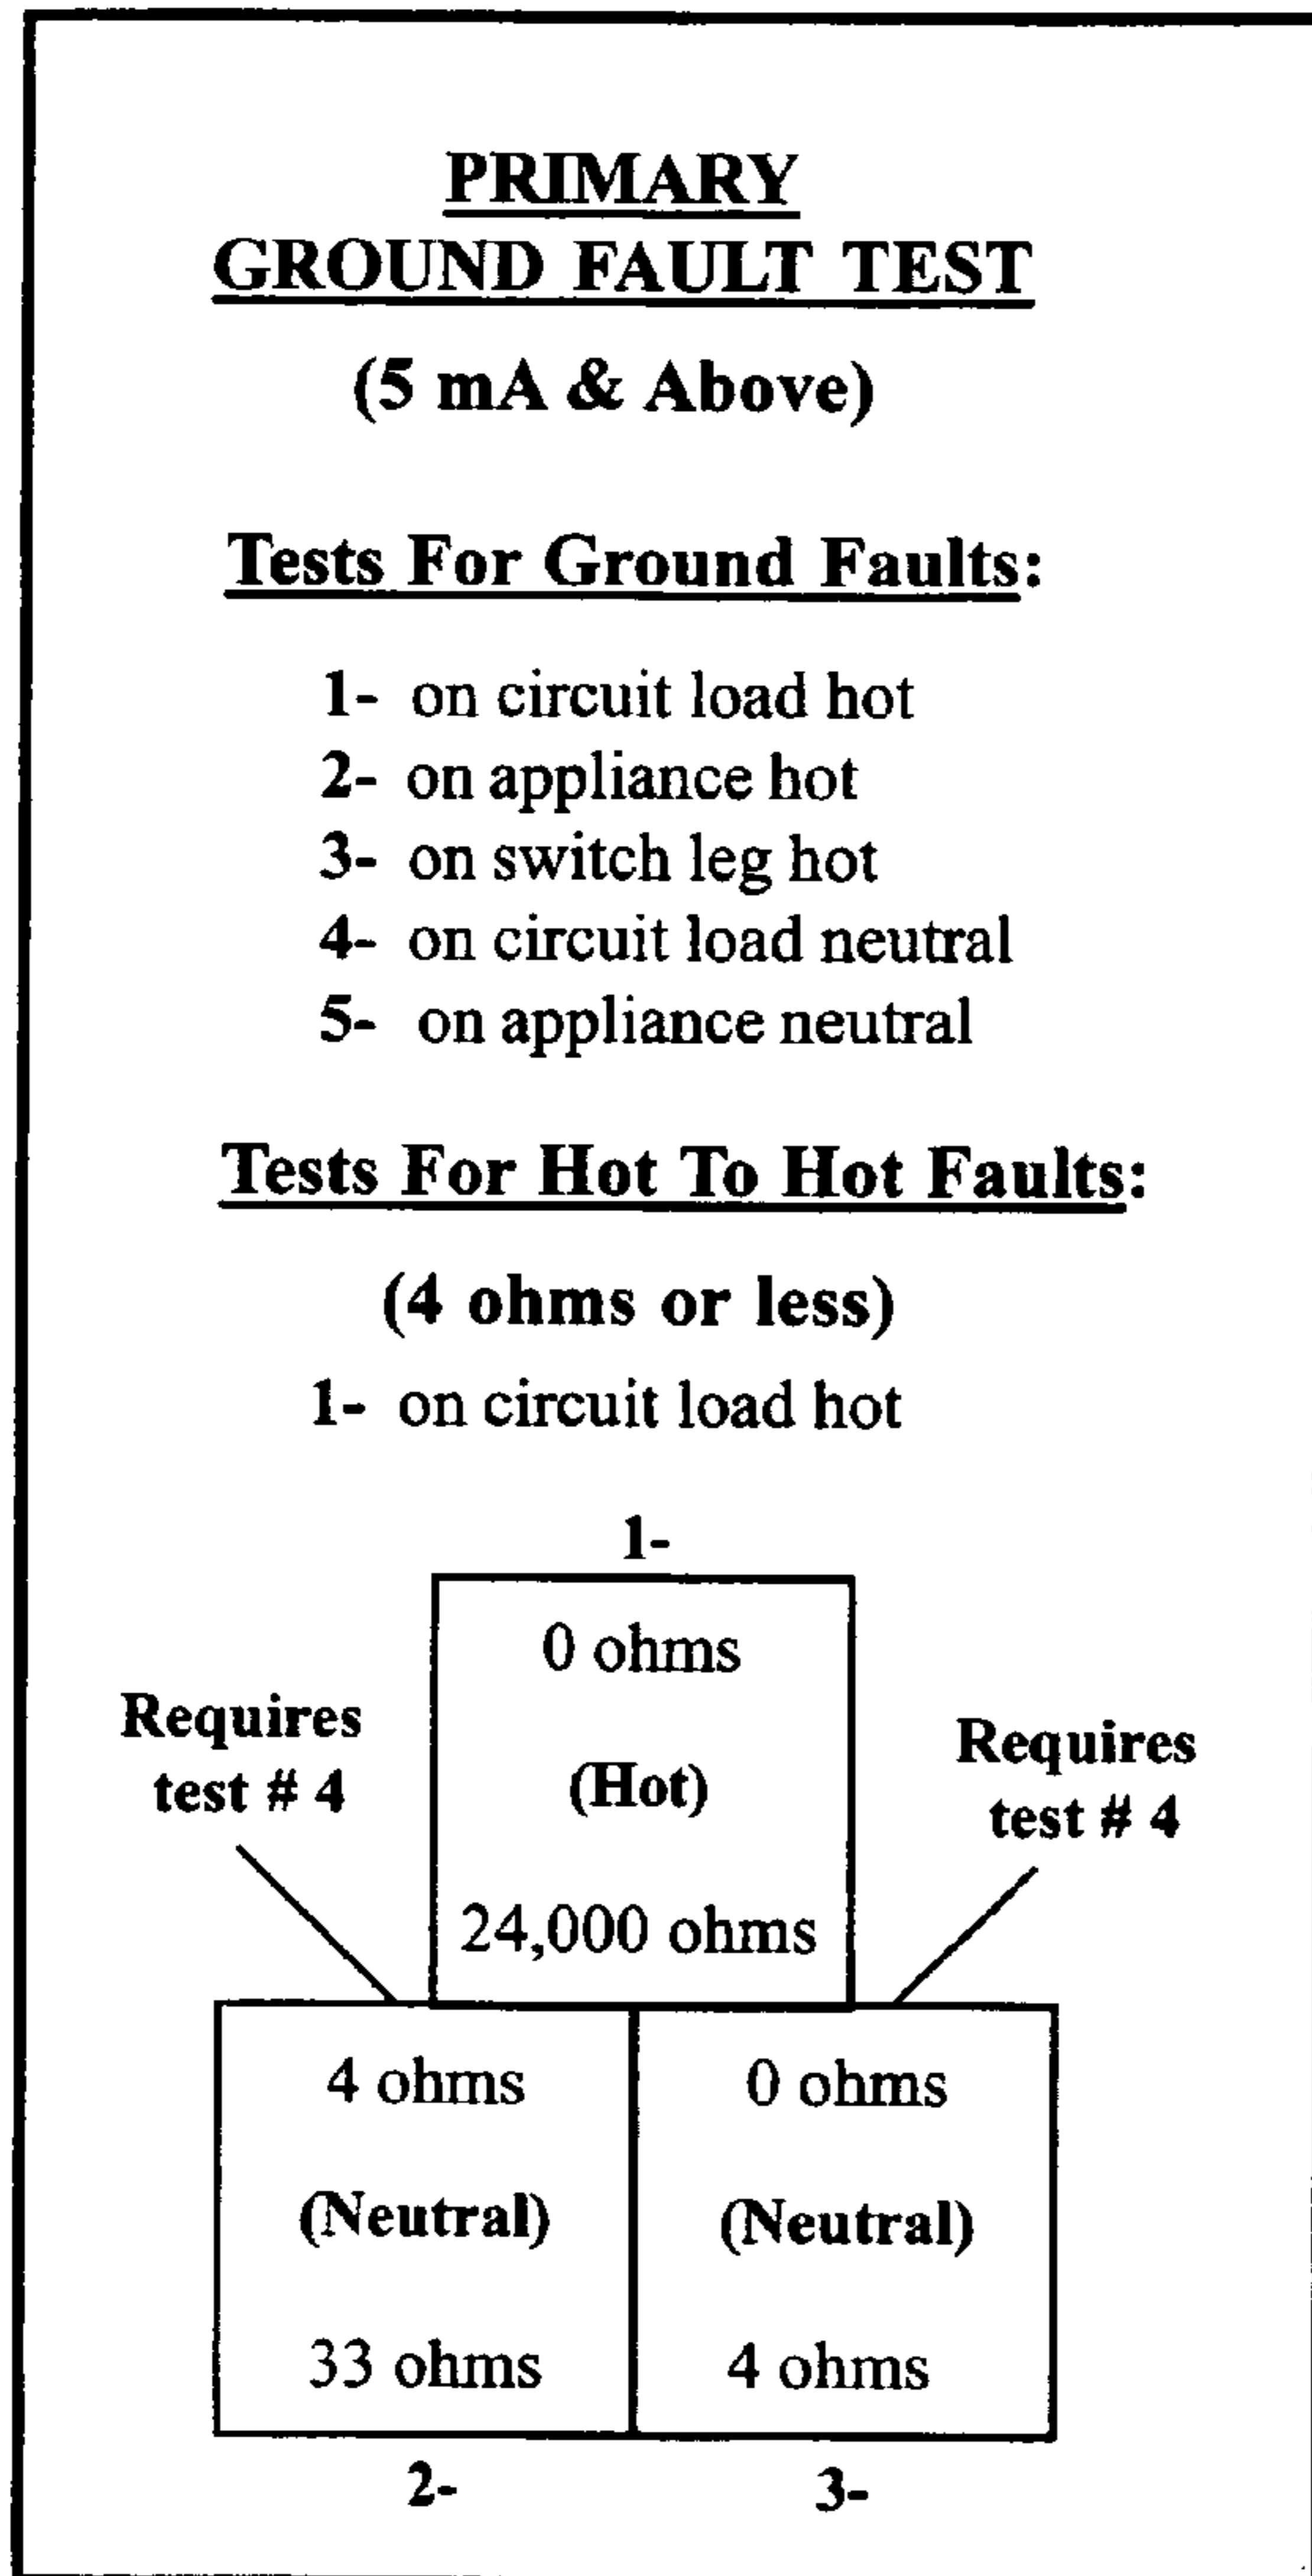 PRIMARY
GROUND FAULT TEST
(5 mA & Above)
Tests For Ground Faults:
1- on circuit load hot
2- on appliance hot
3- on switch leg hot
4- on circuit load neutral
5- on appliance neutral
Tests For Hot To Hot Faults:
(4 ohms or less)
1- on circuit load hot
1-
0 ohms
(Hot)
24,000 ohms
Requires
test # 4
Requires
test # 4
4 ohms
(Neutral)
33 ohms
0 ohms
(Neutral)
4 ohms
2-
3-